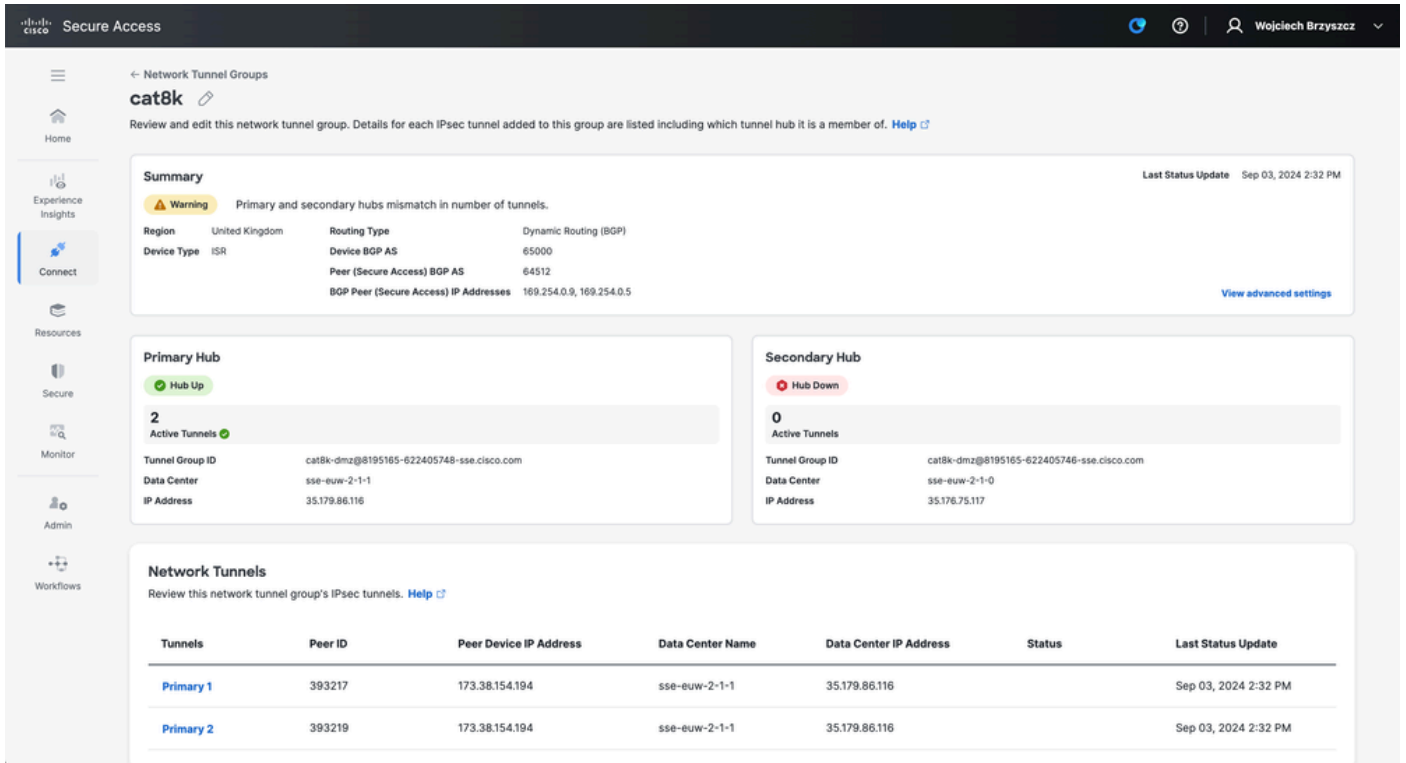 cisco Secure Access
Wojciech Brzyszcz
Home
Experience
Insights
Connect
Resources
Secure
Monitor
Admin
Workflows
← Network Tunnel Groups
cat8k
Review and edit this network tunnel group. Details for each IPsec tunnel added to this group are listed including which tunnel hub it is a member of. Help
Summary
Last Status Update Sep 03, 2024 2:32 PM
Warning Primary and secondary hubs mismatch in number of tunnels.
Region United Kingdom Routing Type Dynamic Routing (BGP)
Device Type ISR Device BGP AS 65000
Peer (Secure Access) BGP AS 64512
BGP Peer (Secure Access) IP Addresses 169.254.0.9, 169.254.0.5
View advanced settings
Primary Hub
Hub Up
2
Active Tunnels
Tunnel Group ID cat8k-dmz@8195165-622405748-sse.cisco.com
Data Center sse-euw-2-1-1
IP Address 35.179.86.116
Secondary Hub
Hub Down
0
Active Tunnels
Tunnel Group ID cat8k-dmz@8195165-622405746-sse.cisco.com
Data Center sse-euw-2-1-0
IP Address 35.176.75.117
Network Tunnels
Review this network tunnel group's IPsec tunnels. Help
Tunnels Peer ID Peer Device IP Address Data Center Name Data Center IP Address Status Last Status Update
Primary 1 393217 173.38.154.194 sse-euw-2-1-1 35.179.86.116 Sep 03, 2024 2:32 PM
Primary 2 393219 173.38.154.194 sse-euw-2-1-1 35.179.86.116 Sep 03, 2024 2:32 PM